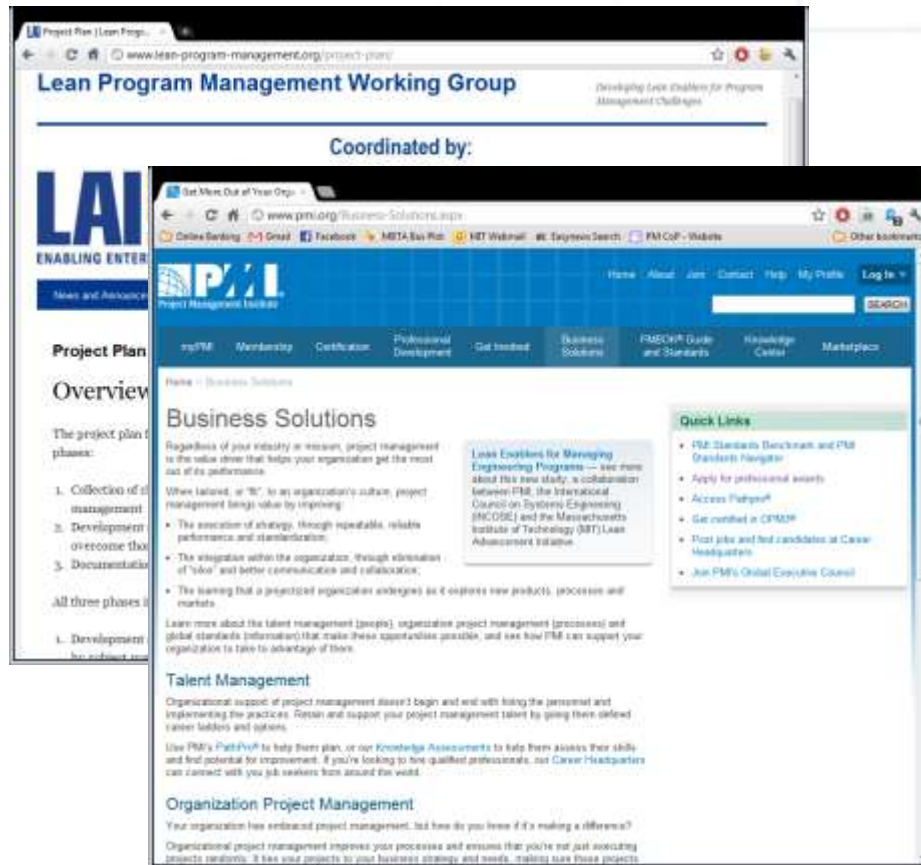 Project Plan | Lean Progr...
www.lean-program-management.org/project-plan/
Lean Program Management Working Group
Developing Lean Enablers for Program
Management Challenges
Coordinated by:
LAI
ENABLING ENTER
News and Announce
Project Plan
Overview
The project plan f
phases:
1. Collection of
management
2. Development
overcome
3. Documentatio
All three phases i
1. Development
by subject
Get More Out of Your Orga
www.pmi.org/Business-Solutions.aspx
Online Banking Gmail Facebook MBTA Bus MIT Webmail Easynews Search PM CoP - Website Other bookmarks
PMI
Project Management Institute
Home About Join Contact Help My Profile Log In
SEARCH
myPMI Membership Certification Professional Development Get Involved Business Solutions PMBOK® Guide and Standards Knowledge Center Marketplace
Home > Business Solutions
Business Solutions
Regardless of your industry or mission, project management
is the value driver that helps your organization get the most
out of its performance.
When tailored, or "fit", to an organization's culture, project
management brings value by improving:
• The execution of strategy, through repeatable, reliable
performance and standardization;
• The integration within the organization, through elimination
of "silos" and better communication and collaboration;
• The learning that a projectized organization undergoes as it explores new products, processes and
markets.
Lean Enablers for Managing
Engineering Programs — see more
about this new study, a collaboration
between PMI, the International
Council on Systems Engineering
(INCOSE) and the Massachusetts
Institute of Technology (MIT) Lean
Advancement Initiative.
Quick Links
• PMI Standards Benchmark and PMI
Standards Navigator
• Apply for professional awards
• Access PathPro®
• Get certified in OPM3®
• Post jobs and find candidates at Career
Headquarters
• Join PMI's Global Executive Council
Learn more about the talent management (people), organization project management (processes) and
global standards (information) that make these opportunities possible, and see how PMI can support your
organization to take to advantage of them.
Talent Management
Organizational support of project management doesn't begin and end with hiring the personnel and
implementing the practices. Retain and support your project management talent by giving them defined
career ladders and options.
Use PMI's PathPro® to help them plan, or our Knowledge Assessments to help them assess their skills
and find potential for improvement. If you're looking to hire qualified professionals, our Career Headquarters
can connect with you job seekers from around the world.
Organization Project Management
Your organization has embraced project management, but how do you know if it's making a difference?
Organizational project management improves your processes and ensures that you're not just executing
projects randomly. It ties your projects to your business strategy and needs, making sure those projects